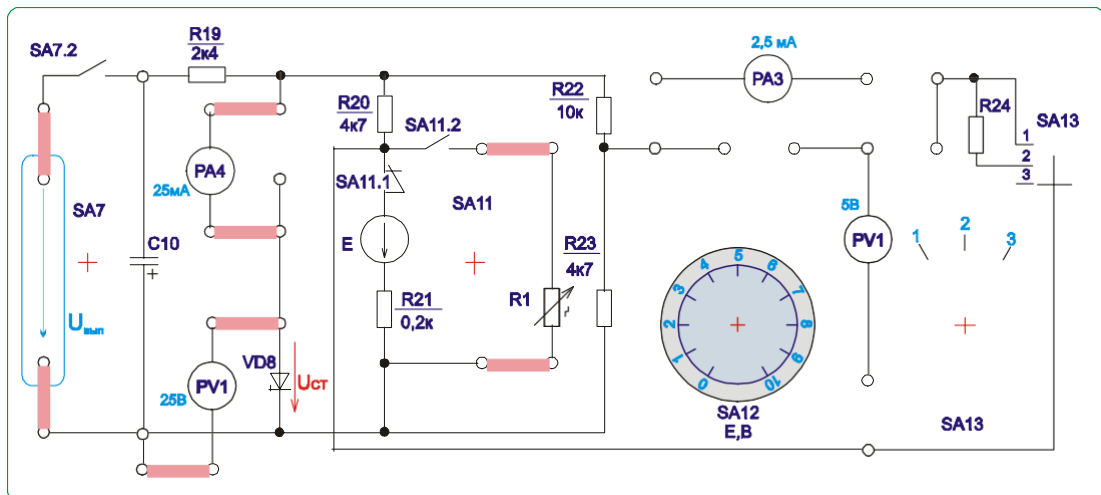 SA7.2
R19
2к4
PA4
25мА
SA7
C10
+
Uвып
PV1
25В
VD8
UСТ
R20
4к7
SA11.2
SA11.1
SA11
E
R21
0,2к
R1
R22
10к
R23
4к7
2,5 мА
PA3
R24
SA13
1
2
3
5В
PV1
1
2
3
0
1
2
3
4
5
6
7
8
9
10
SA12
E,В
SA13